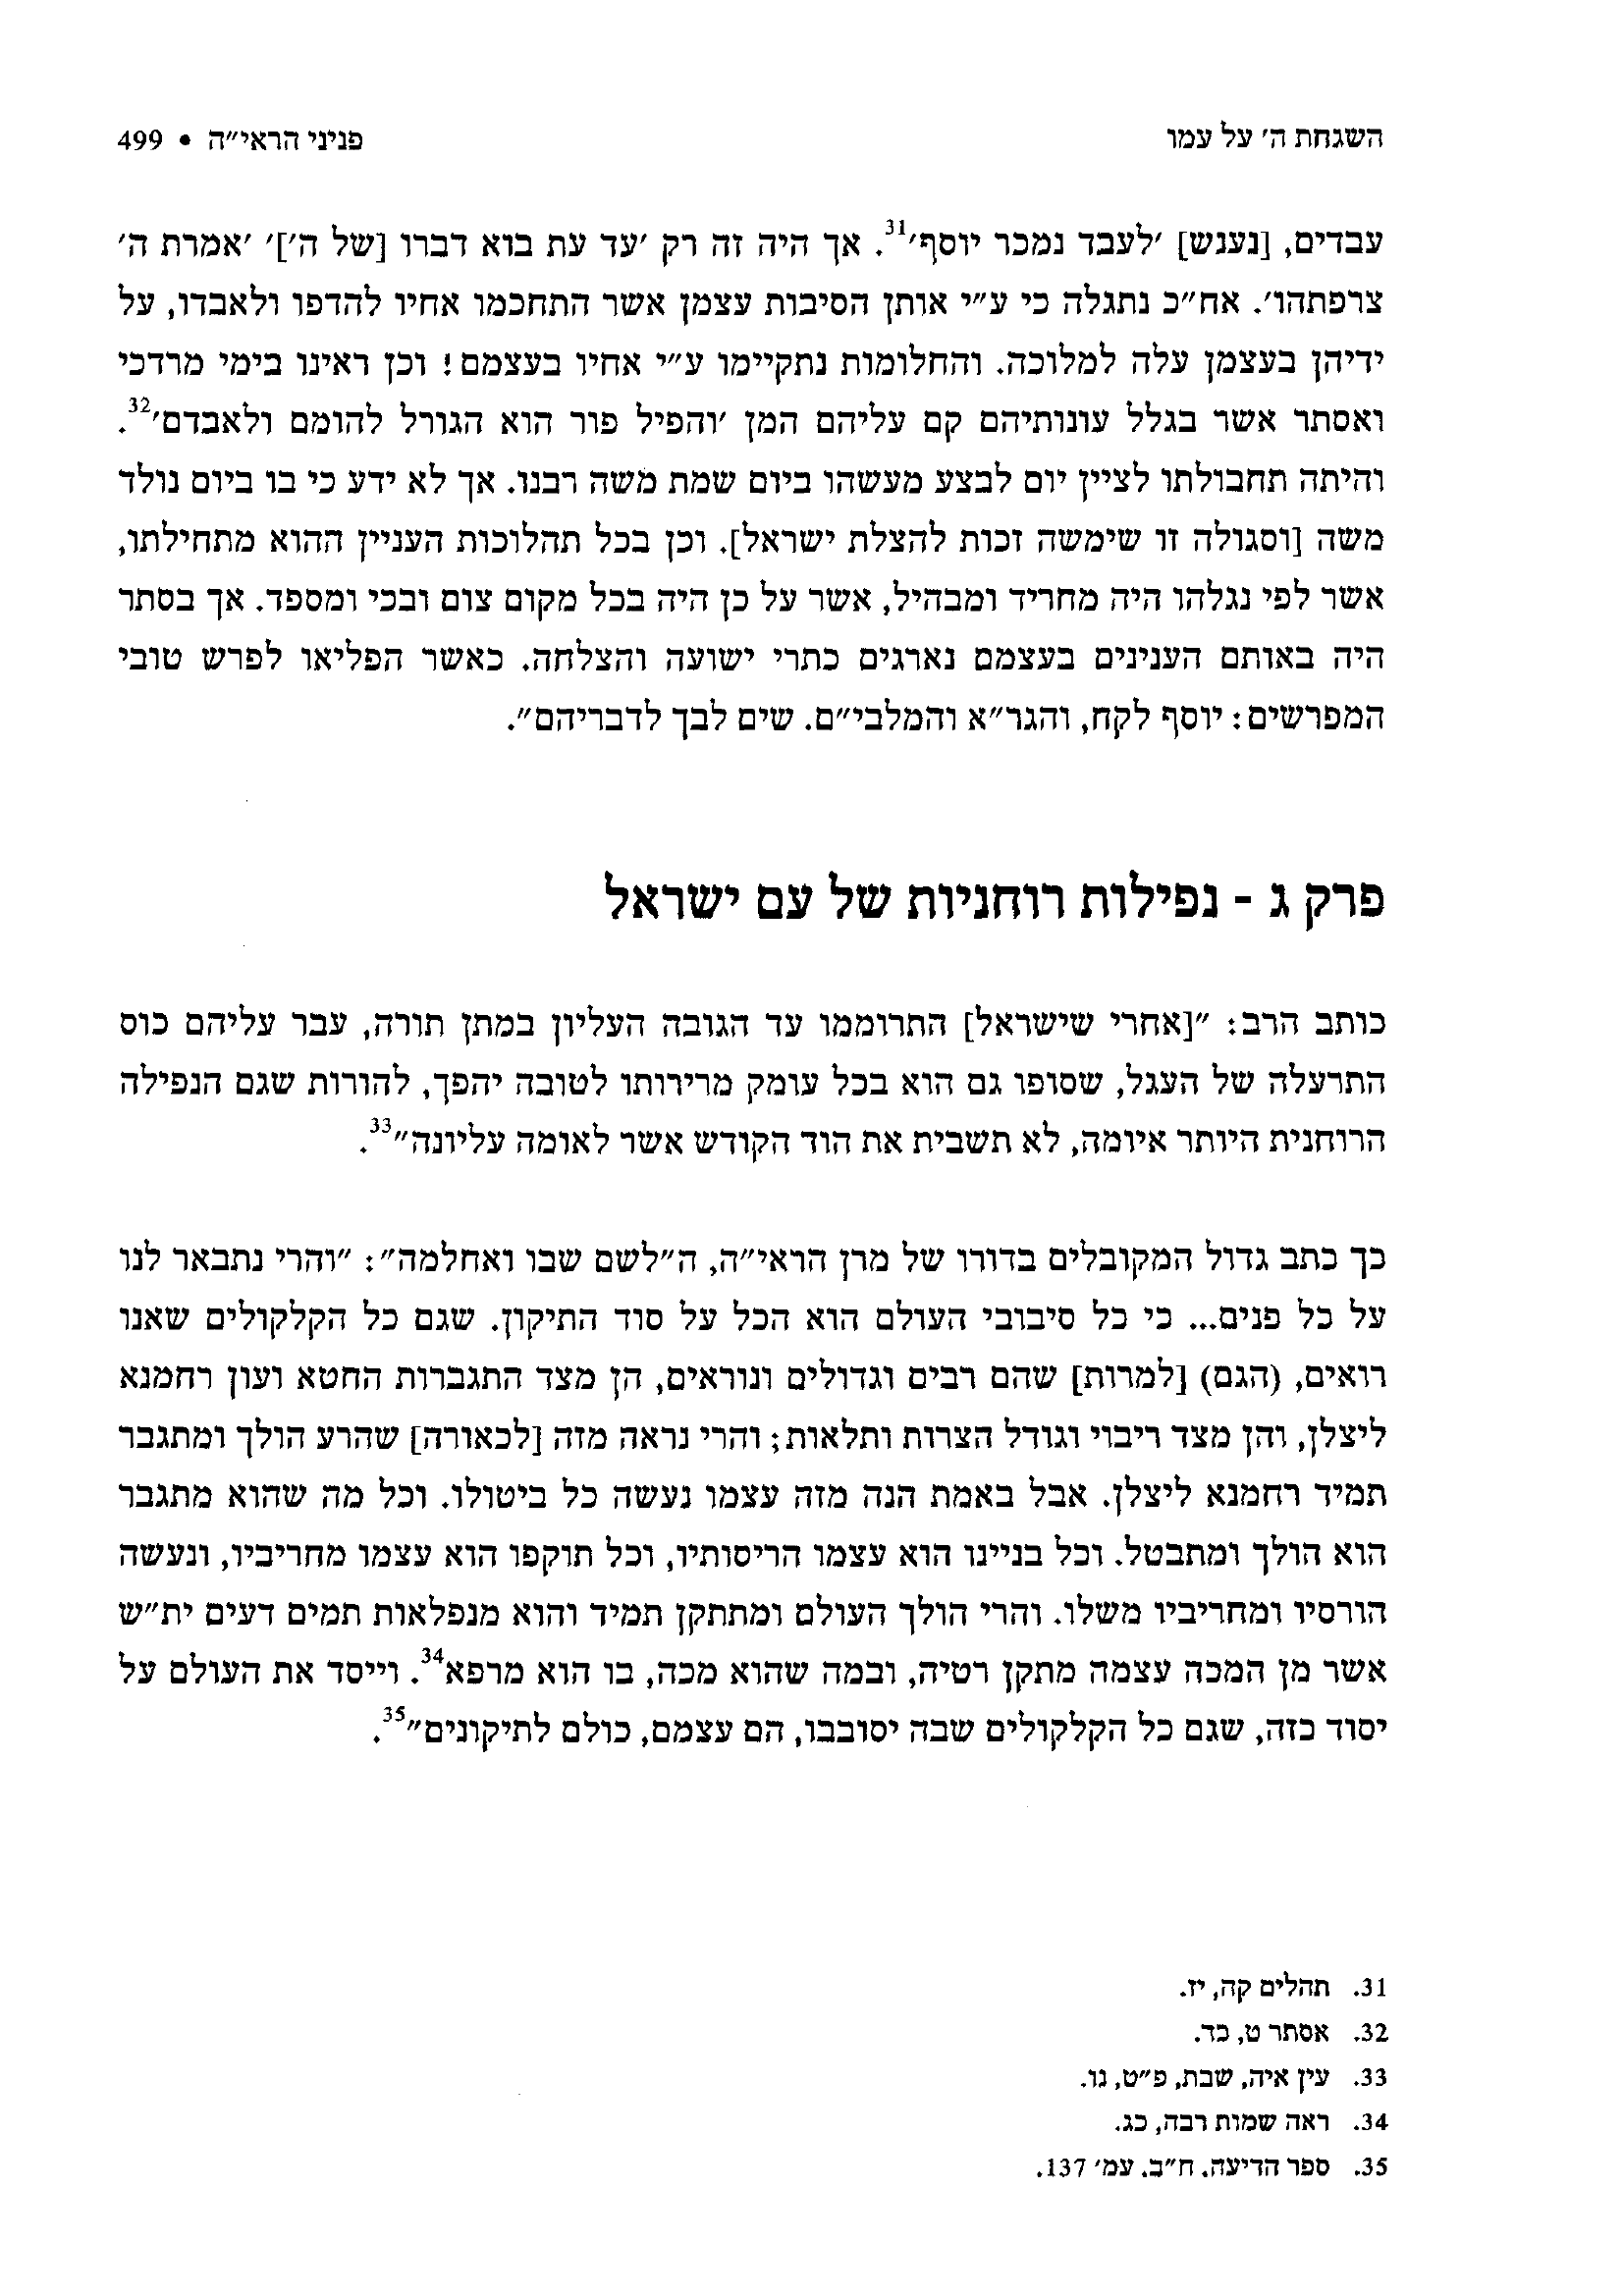 השגחת ה' על עמו
פניני הראי"ה • 499
עבדים, [נענש] 'לעבד נמכר יוסף'31. אך היה זה רק 'עד עת בוא דברו [של ה']' 'אמרת ה'
צרפתהו'. אח"כ נתגלה כי ע"י אותן הסיבות עצמן אשר התחכמו אחיו להדפו ולאבדו, על
ידיהן בעצמן עלה למלוכה. והחלומות נתקיימו ע"י אחיו בעצמם! וכן ראינו בימי מרדכי
ואסתר אשר בגלל עונותיהם קם עליהם המן 'והפיל פור הוא הגורל להומם ולאבדם'32.
והיתה תחבולתו לציין יום לבצע מעשהו ביום שמת משה רבנו. אך לא ידע כי בו ביום נולד
משה [וסגולה זו שימשה זכות להצלת ישראל]. וכן בכל תהלוכות העניין ההוא מתחילתו,
אשר לפי נגלהו היה מחריד ומבהיל, אשר על כן היה בכל מקום צום ובכי ומספד. אך בסתר
היה באותם הענינים בעצמם נארגים כתרי ישועה והצלחה. כאשר הפליאו לפרש טובי
המפרשים: יוסף לקח, והגר"א והמלבי"ם. שים לבך לדבריהם".
פרק ג - נפילות רוחניות של עם ישראל
כותב הרב: "[אחרי שישראל] התרוממו עד הגובה העליון במתן תורה, עבר עליהם כוס
התרעלה של העגל, שסופו גם הוא בכל עומק מרירותו לטובה יהפך, להורות שגם הנפילה
הרוחנית היותר איומה, לא תשבית את הוד הקודש אשר לאומה עליונה"33.
כך כתב גדול המקובלים בדורו של מרן הראי"ה, ה"לשם שבו ואחלמה": "והרי נתבאר לנו
על כל פנים... כי כל סיבובי העולם הוא הכל על סוד התיקון. שגם כל הקלקולים שאנו
רואים, (הגם) [למרות] שהם רבים וגדולים ונוראים, הן מצד התגברות החטא ועון רחמנא
ליצלן, והן מצד ריבוי וגודל הצרות ותלאות; והרי נראה מזה [לכאורה] שהרע הולך ומתגבר
תמיד רחמנא ליצלן. אבל באמת הנה מזה עצמו נעשה כל ביטולו. וכל מה שהוא מתגבר
הוא הולך ומתבטל. וכל בניינו הוא עצמו הריסותיו, וכל תוקפו הוא עצמו מחריביו, ונעשה
הורסיו ומחריביו משלו. והרי הולך העולם ומתתקן תמיד והוא מנפלאות תמים דעים ית"ש
אשר מן המכה עצמה מתקן רטיה, ובמה שהוא מכה, בו הוא מרפא34. וייסד את העולם על
יסוד כזה, שגם כל הקלקולים שבה יסובבו, הם עצמם, כולם לתיקונים"35.
31. תהלים קה, יז.
32. אסתר ט, כד.
33. עין איה, שבת, פ"ט, נו.
34. ראה שמות רבה, כג.
35. ספר הדיעה, ח"ב, עמ' 137.